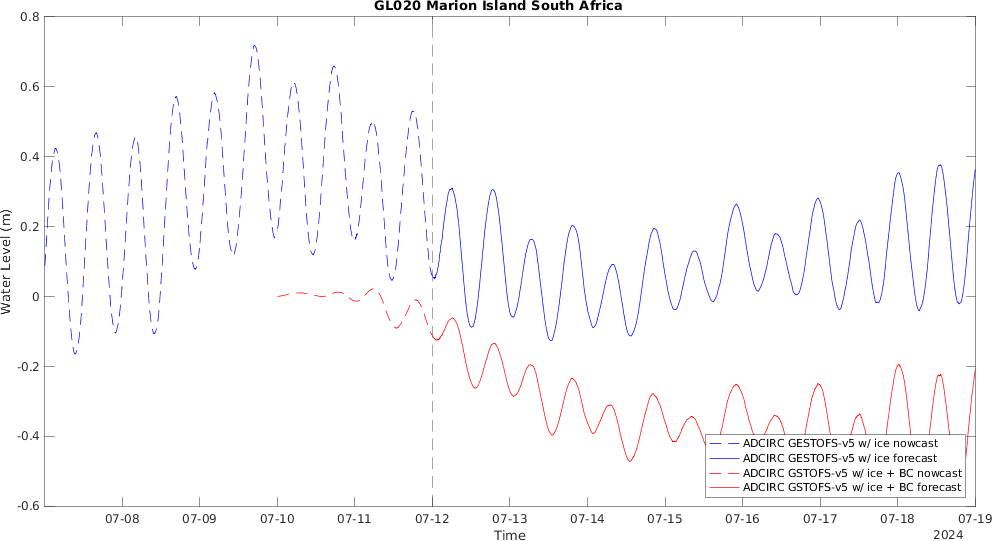 GL020 Marion Island South Africa
Water Level (m)
0.8
0.6
0.4
0.2
0
-0.2
-0.4
-0.6
ADCIRC GESTOFS-v5 w/ ice nowcast
ADCIRC GESTOFS-v5 w/ ice forecast
ADCIRC GSTOFS-v5 w/ ice + BC nowcast
ADCIRC GSTOFS-v5 w/ ice + BC forecast
07-08 07-09 07-10 07-11 07-12 07-13 07-14 07-15 07-16 07-17 07-18 07-19
Time
2024